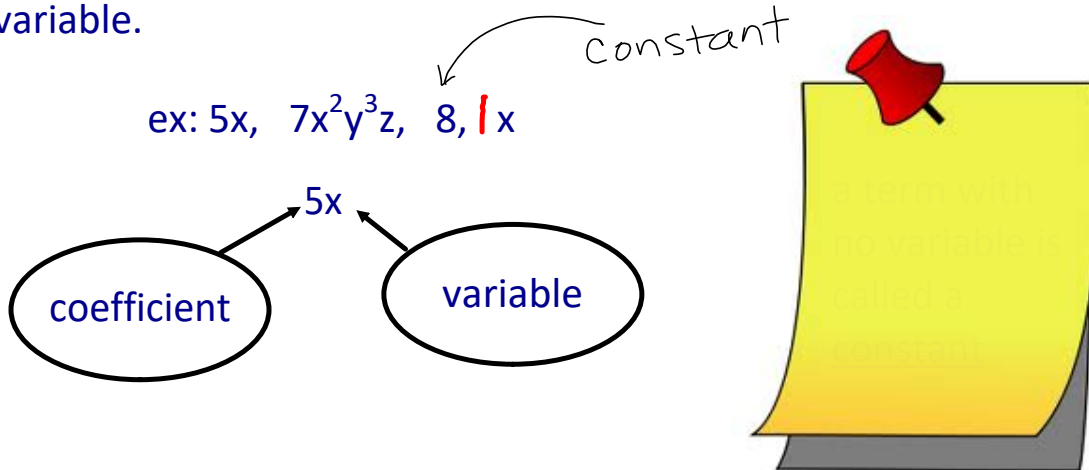 variable.
constant
ex: 5x, 7x²y³z, 8, 1x
5x
coefficient
variable
a term with
no variable is
called a
constant